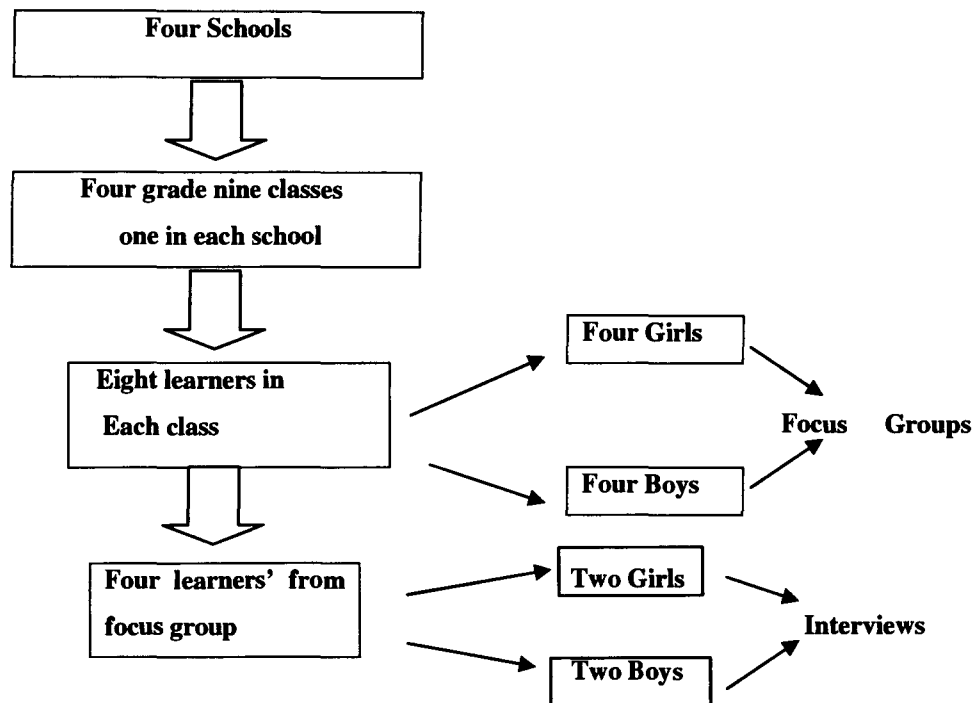 Four Schools
Four grade nine classes
one in each school
Four Girls
Eight learners in
Each class
Focus Groups
Four Boys
Four learners’ from
focus group
Two Girls
Interviews
Two Boys